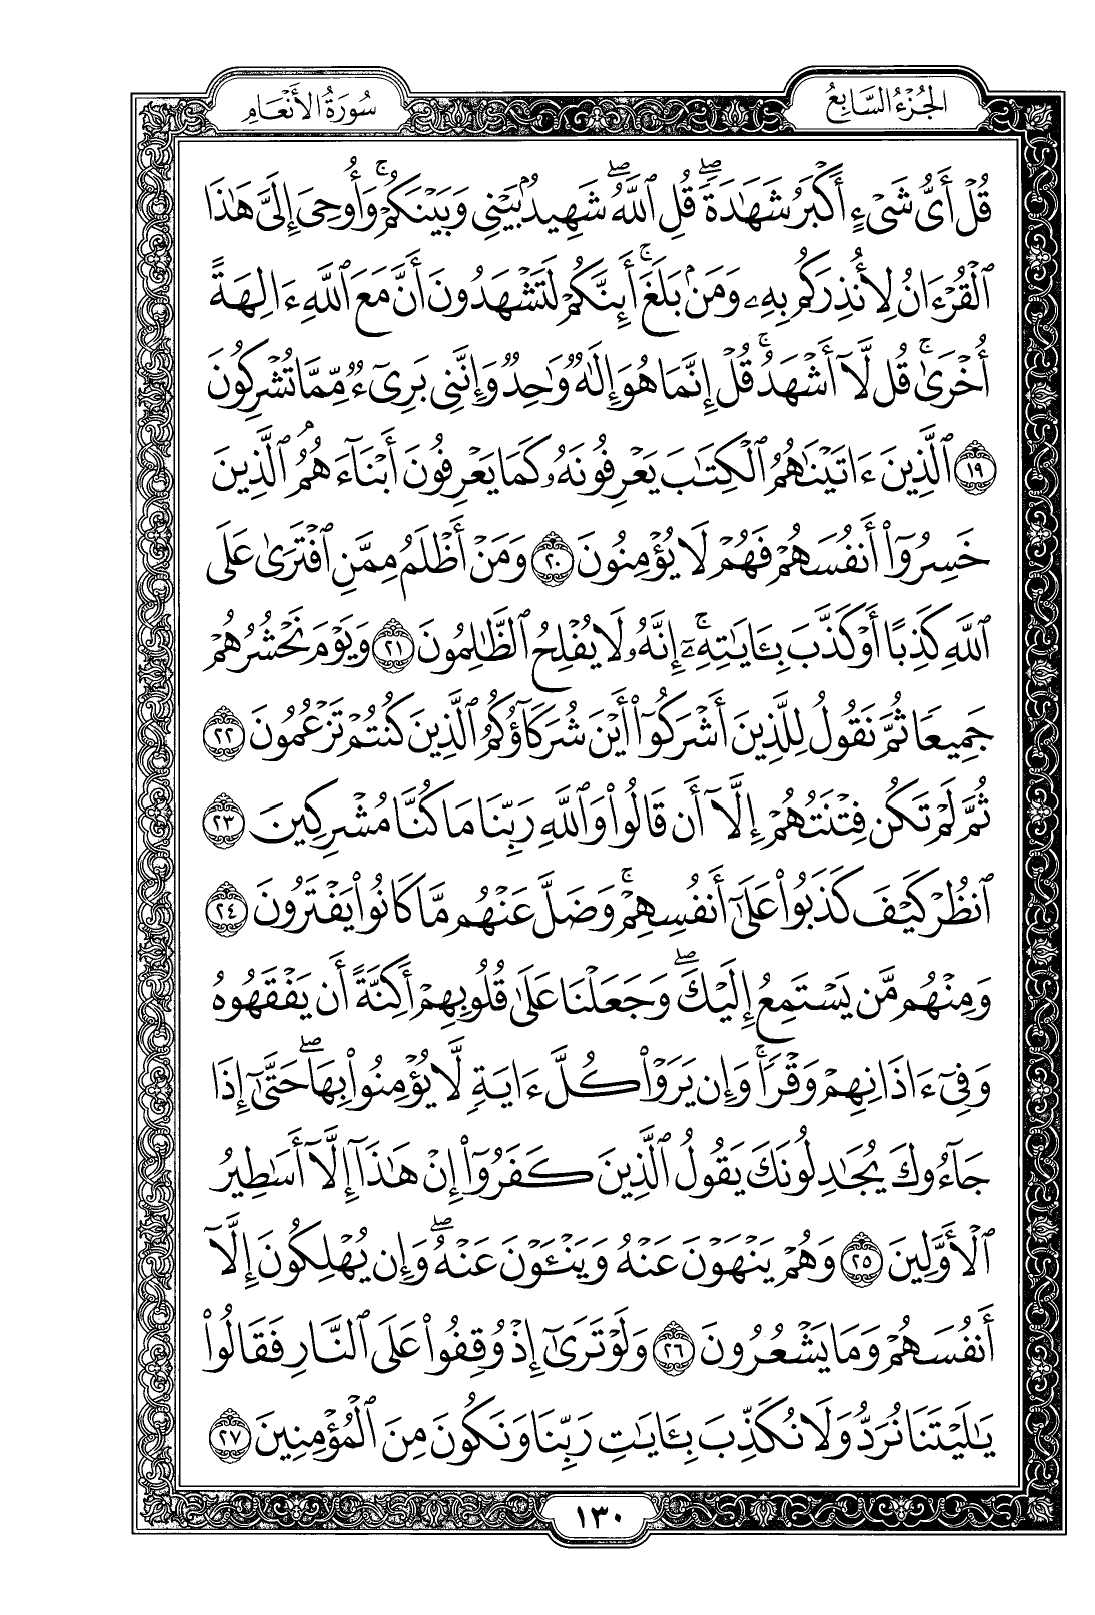 الجُزْءُ السَّابِعُ
سُورَةُ الأَنْعَامِ
قُلۡ أَيُّ شَيۡءٍ أَكۡبَرُ شَهَٰدَةٗۖ قُلِ ٱللَّهُۖ شَهِيدُۢ بَيۡنِي وَبَيۡنَكُمۡۚ وَأُوحِيَ إِلَيَّ هَٰذَا
ٱلۡقُرۡءَانُ لِأُنذِرَكُم بِهِۦ وَمَنۢ بَلَغَۚ أَئِنَّكُمۡ لَتَشۡهَدُونَ أَنَّ مَعَ ٱللَّهِ ءَالِهَةً
أُخۡرَىٰۚ قُل لَّآ أَشۡهَدُۚ قُلۡ إِنَّمَا هُوَ إِلَٰهٞ وَٰحِدٞ وَإِنَّنِي بَرِيٓءٞ مِّمَّا تُشۡرِكُونَ
١٩ ٱلَّذِينَ ءَاتَيۡنَٰهُمُ ٱلۡكِتَٰبَ يَعۡرِفُونَهُۥ كَمَا يَعۡرِفُونَ أَبۡنَآءَهُمُۘ ٱلَّذِينَ
خَسِرُوٓاْ أَنفُسَهُمۡ فَهُمۡ لَا يُؤۡمِنُونَ ٢٠ وَمَنۡ أَظۡلَمُ مِمَّنِ ٱفۡتَرَىٰ عَلَى
ٱللَّهِ كَذِبًا أَوۡ كَذَّبَ بِـَٔايَٰتِهِۦٓۚ إِنَّهُۥ لَا يُفۡلِحُ ٱلظَّٰلِمُونَ ٢١ وَيَوۡمَ نَحۡشُرُهُمۡ
جَمِيعٗا ثُمَّ نَقُولُ لِلَّذِينَ أَشۡرَكُوٓاْ أَيۡنَ شُرَكَآؤُكُمُ ٱلَّذِينَ كُنتُمۡ تَزۡعُمُونَ ٢٢
ثُمَّ لَمۡ تَكُن فِتۡنَتُهُمۡ إِلَّآ أَن قَالُواْ وَٱللَّهِ رَبِّنَا مَا كُنَّا مُشۡرِكِينَ ٢٣
ٱنظُرۡ كَيۡفَ كَذَبُواْ عَلَىٰٓ أَنفُسِهِمۡۚ وَضَلَّ عَنۡهُم مَّا كَانُواْ يَفۡتَرُونَ ٢٤
وَمِنۡهُم مَّن يَسۡتَمِعُ إِلَيۡكَۖ وَجَعَلۡنَا عَلَىٰ قُلُوبِهِمۡ أَكِنَّةً أَن يَفۡقَهُوهُ
وَفِيٓ ءَاذَانِهِمۡ وَقۡرٗاۚ وَإِن يَرَوۡاْ كُلَّ ءَايَةٖ لَّا يُؤۡمِنُواْ بِهَاۖ حَتَّىٰٓ إِذَا
جَآءُوكَ يُجَٰدِلُونَكَ يَقُولُ ٱلَّذِينَ كَفَرُوٓاْ إِنۡ هَٰذَآ إِلَّآ أَسَٰطِيرُ
ٱلۡأَوَّلِينَ ٢٥ وَهُمۡ يَنۡهَوۡنَ عَنۡهُ وَيَنۡـَٔوۡنَ عَنۡهُۖ وَإِن يُهۡلِكُونَ إِلَّآ
أَنفُسَهُمۡ وَمَا يَشۡعُرُونَ ٢٦ وَلَوۡ تَرَىٰٓ إِذۡ وُقِفُواْ عَلَى ٱلنَّارِ فَقَالُواْ
يَٰلَيۡتَنَا نُرَدُّ وَلَا نُكَذِّبَ بِـَٔايَٰتِ رَبِّنَا وَنَكُونَ مِنَ ٱلۡمُؤۡمِنِينَ ٢٧
١٣٠